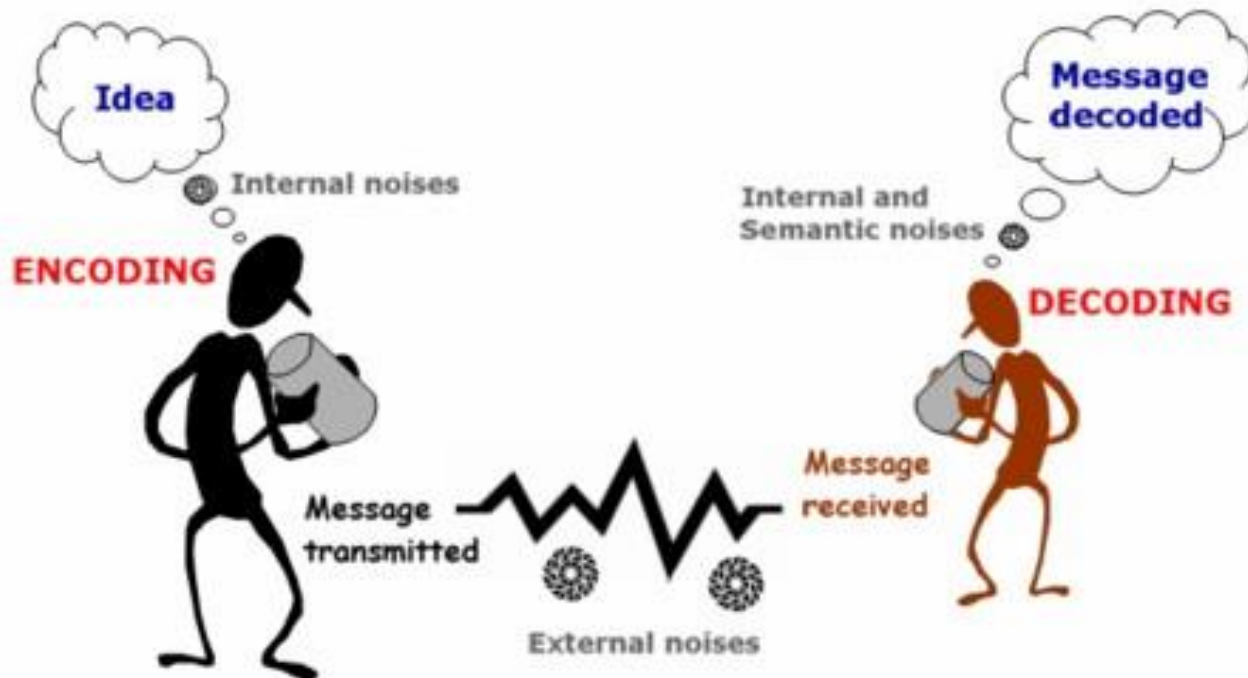 Idea
Internal noises
ENCODING
Message
transmitted
External noises
Message
received
Message
decoded
Internal and
Semantic noises
DECODING